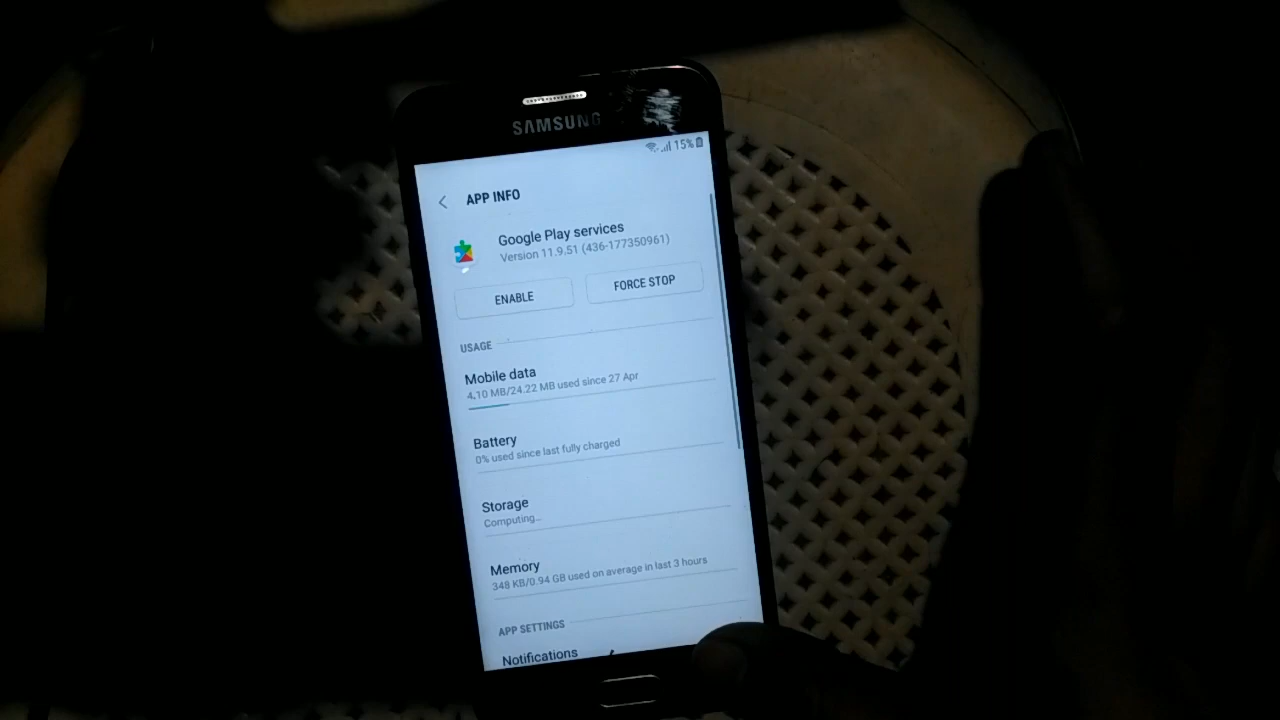 SAMSUNG
15%
APP INFO
Google Play services
Version 11.9.51 (436-177350961)
ENABLE
FORCE STOP
USAGE
Mobile data
4.10 MB/24.22 MB used since 27 Apr
Battery
0% used since last fully charged
Storage
Computing...
Memory
348 KB/0.94 GB used on average in last 3 hours
APP SETTINGS
Notifications